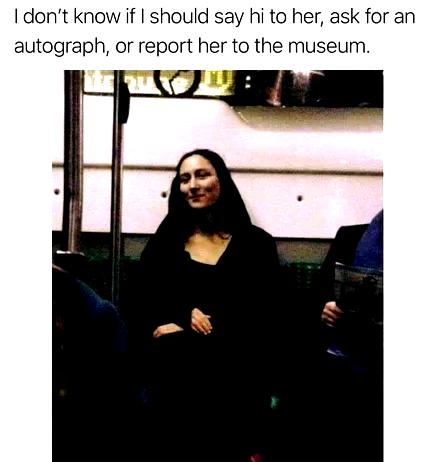 I don't know if I should say hi to her, ask for an
autograph, or report her to the museum.